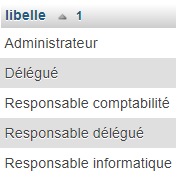 libelle 1
Administrateur
Délégué
Responsable comptabilité
Responsable délégué
Responsable informatique